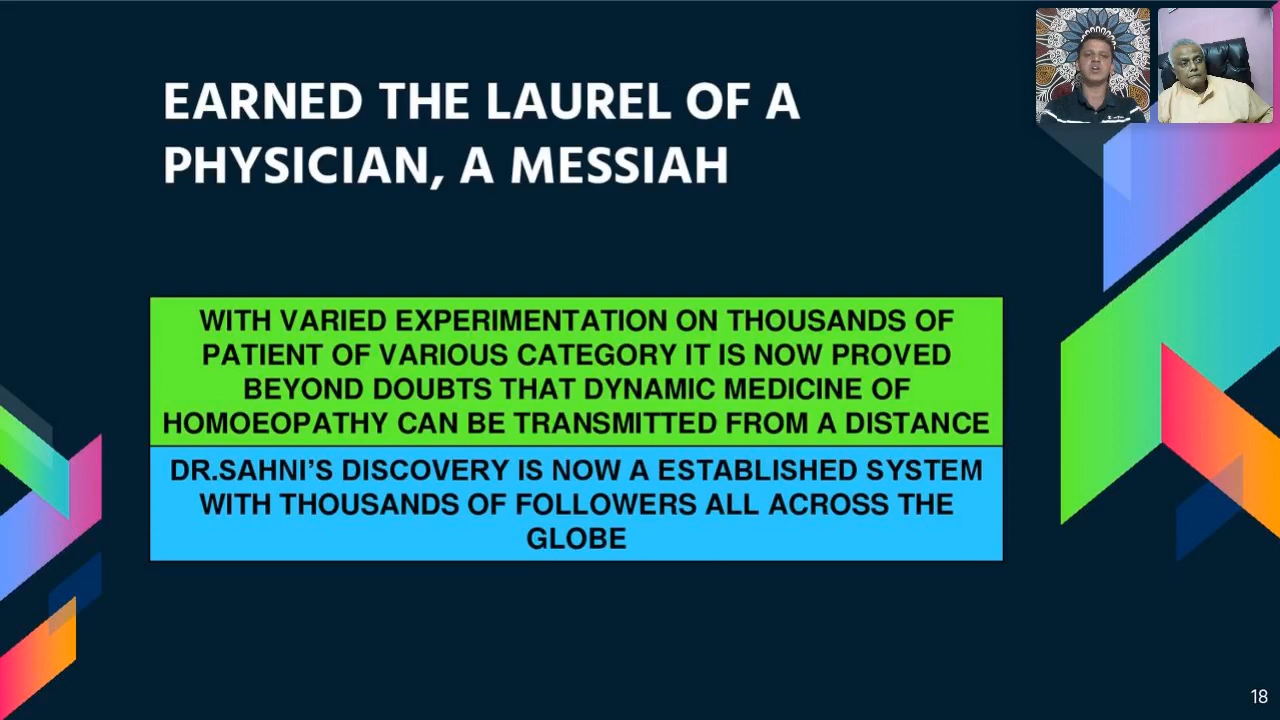 EARNED THE LAUREL OF A
PHYSICIAN, A MESSIAH
WITH VARIED EXPERIMENTATION ON THOUSANDS OF
PATIENT OF VARIOUS CATEGORY IT IS NOW PROVED
BEYOND DOUBTS THAT DYNAMIC MEDICINE OF
HOMOEOPATHY CAN BE TRANSMITTED FROM A DISTANCE
DR.SAHNI'S DISCOVERY IS NOW A ESTABLISHED SYSTEM
WITH THOUSANDS OF FOLLOWERS ALL ACROSS THE
GLOBE
18